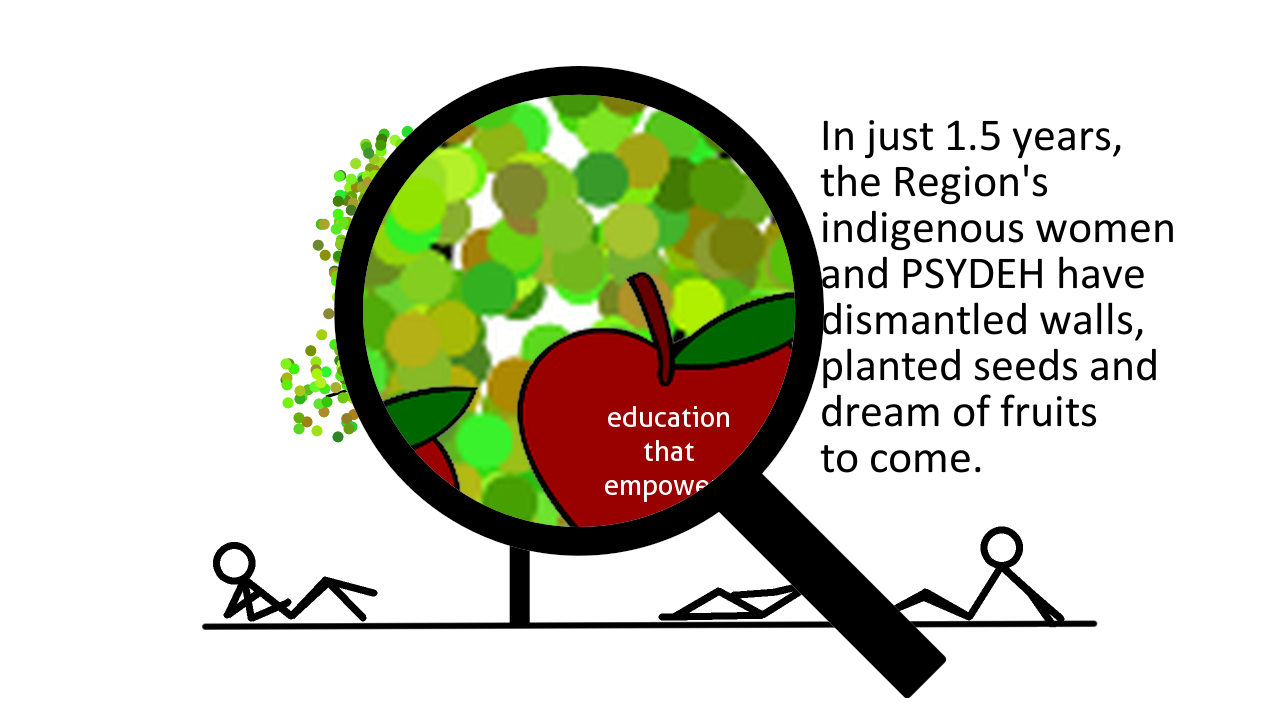 In just 1.5 years,
the Region's
indigenous women
and PSYDEH have
dismantled walls,
planted seeds and
dream of fruits
to come.
education
that